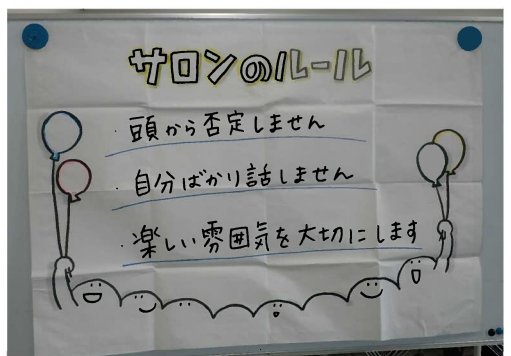 サロンのルール
・頭から否定しません
・自分ばかり話しません
・楽しい雰囲気を大切にします